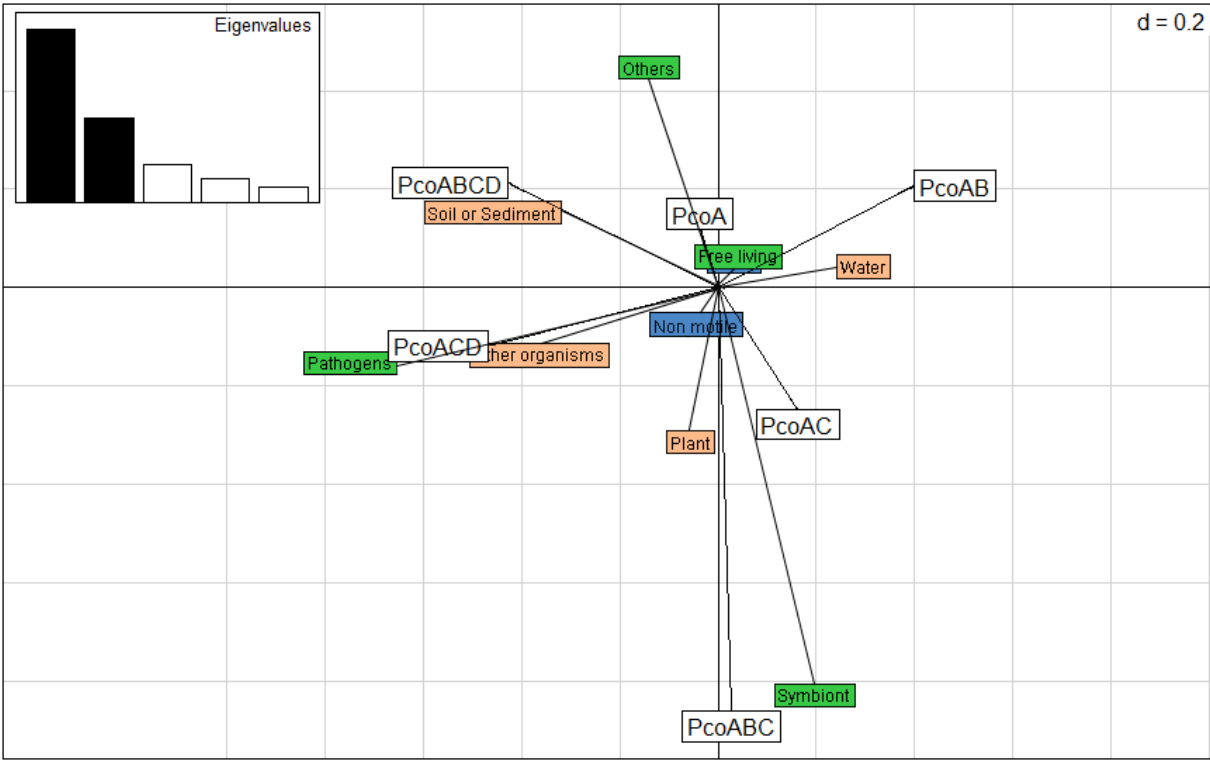 Eigenvalues
d = 0.2
Others
PcoABCD
PcoAB
Soil or Sediment
PcoA
Free living
Water
Non motile
PcoACD
ther organisms
Pathogens
PcoAC
Plant
Symbiont
PcoABC